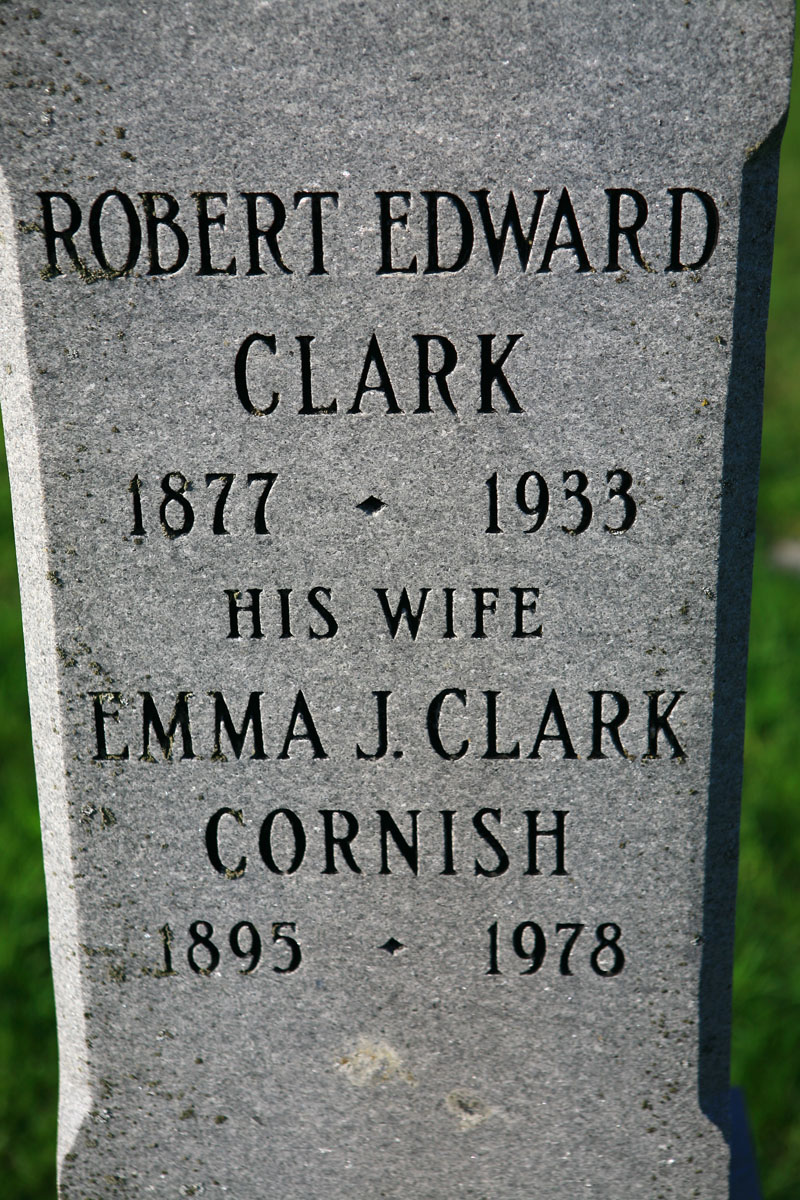 ROBERT EDWARD
CLARK
1877 ◆ 1933
HIS WIFE
EMMA J. CLARK
CORNISH
1895 ◆ 1978